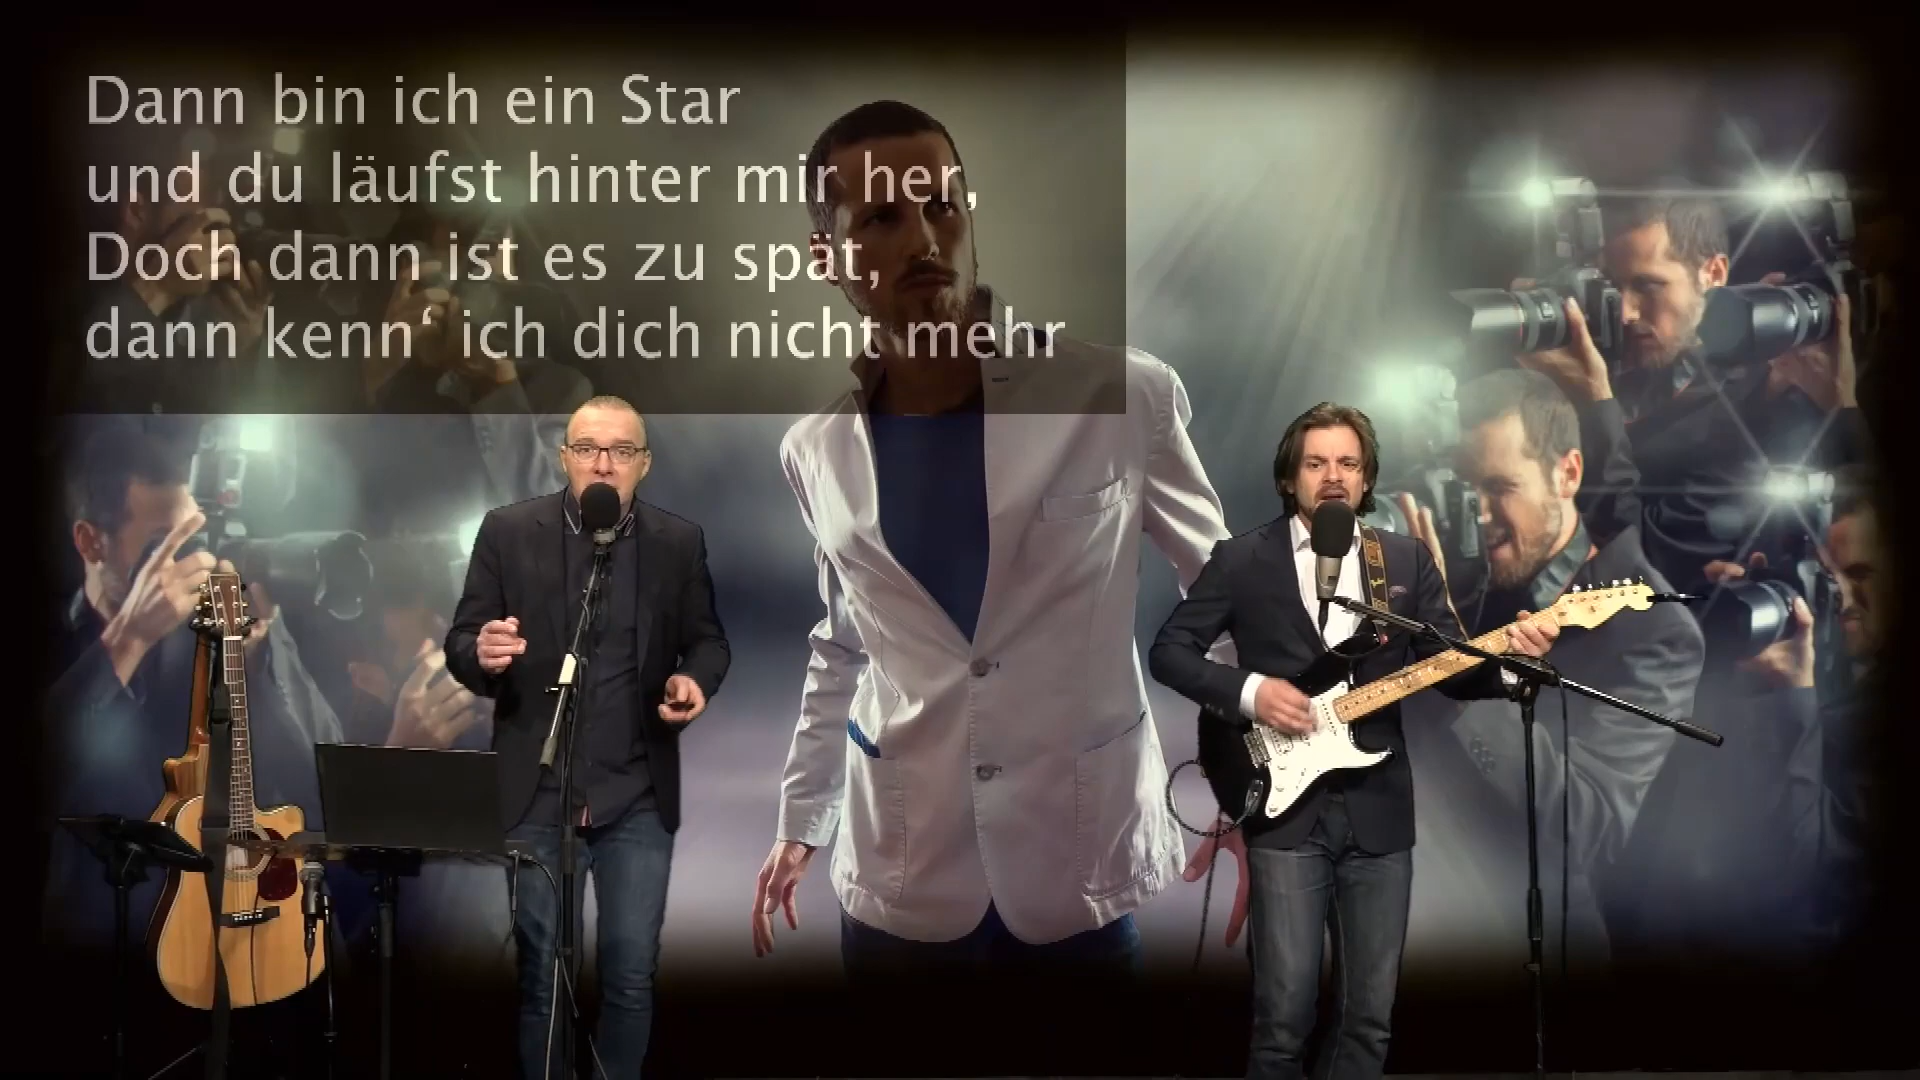 Dann bin ich ein Star
und du läufst hinter mir her,
Doch dann ist es zu spät,
dann kenn‘ ich dich nicht mehr